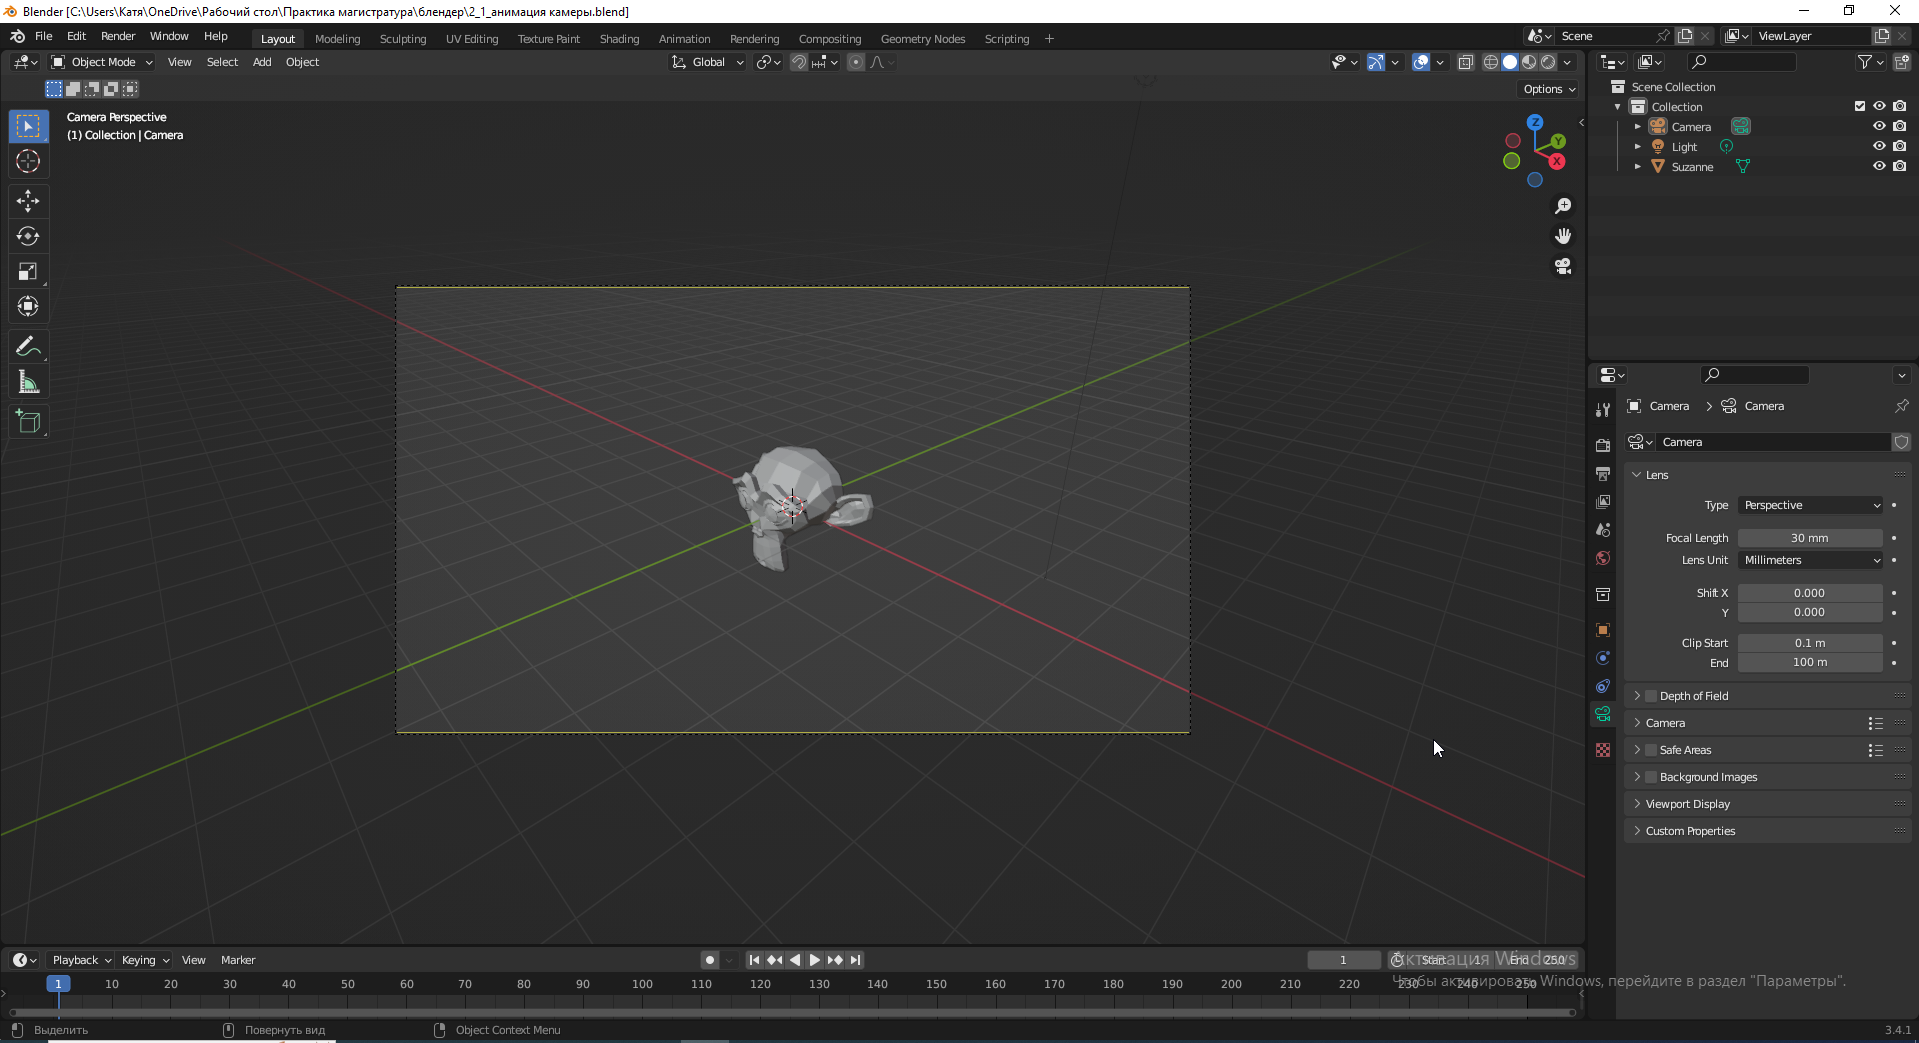 Blender [C:\Users\Катя\OneDrive\Рабочий стол\Практика магистратура\блендер\2_1_анимация камеры.blend]
File Edit Render Window Help Layout Modeling Sculpting UV Editing Texture Paint Shading Animation Rendering Compositing Geometry Nodes Scripting + Scene ViewLayer
Object Mode View Select Add Object Global
Options
Camera Perspective
(1) Collection | Camera
Z
Y
X
Scene Collection
Collection
Camera
Light
Suzanne
Camera > Camera
Camera
Lens
Type Perspective
Focal Length 30 mm
Lens Unit Millimeters
Shift X 0.000
Y 0.000
Clip Start 0.1 m
End 100 m
Depth of Field
Camera
Safe Areas
Background Images
Viewport Display
Custom Properties
Playback Keying View Marker 1 Start 1 End 250
Активация Windows
1 10 20 30 40 50 60 70 80 90 100 110 120 130 140 150 160 170 180 190 200 210 220 230 240 250
Чтобы активировать Windows, перейдите в раздел "Параметры".
Выделить Повернуть вид Object Context Menu 3.4.1